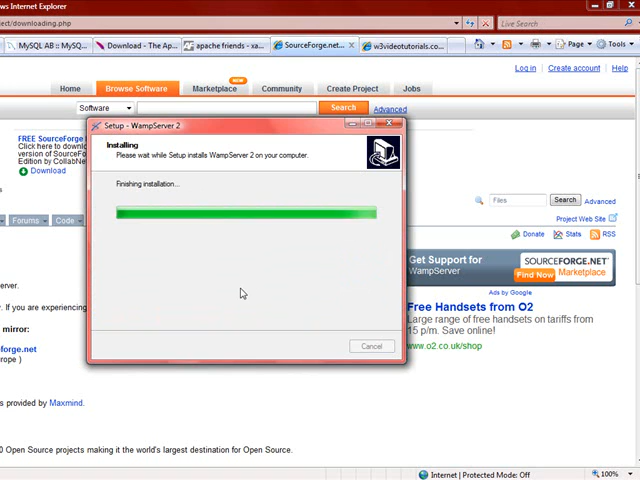 ws Internet Explorer
ect/downloading.php
Live Search
MySQL AB :: MySQ...
Download - The Ap...
apache friends - xa...
SourceForge.net...
w3videotutorials.co...
Page
Tools
Log in
Create account
Help
Home
Browse Software
Marketplace
NEW
Community
Create Project
Jobs
Software
Search
Advanced
Setup - WampServer 2
Installing
Please wait while Setup installs WampServer 2 on your computer.
Finishing installation...
Cancel
FREE SourceForge
Click here to downlo
version of SourceFor
Edition by CollabNe
Download
Files
Search
Advanced
Project Web Site
Forums
Code
Donate
Stats
RSS
Get Support for
WampServer
SOURCEFORGE.NET
Find Now
Marketplace
Ads by Google
erver.
. If you are experiencing
Free Handsets from O2
Large range of free handsets on tariffs from
15 p/m. Save online!
www.o2.co.uk/shop
mirror:
forge.net
urope )
s provided by Maxmind.
0 Open Source projects making it the world's largest destination for Open Source.
Internet | Protected Mode: Off
100%